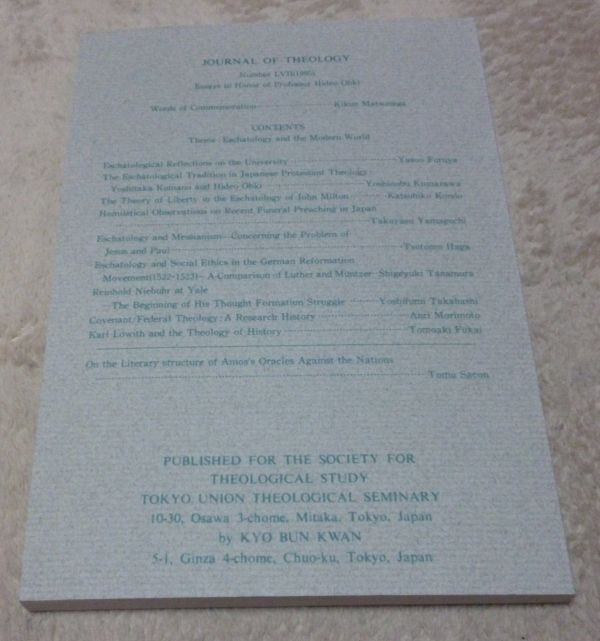 JOURNAL OF THEOLOGY
Number LVII(1995)
Essays in Honor of Professor Hideo Ohki
Words of Commemoration Kikuo Matsunaga
CONTENTS
Theme: Eschatology and the Modern World
Eschatological Reflections on the University Yasuo Furuya
The Eschatological Tradition in Japanese Protestant Theology:
Yoshitaka Kumano and Hideo Ohki Yoshinobu Kumazawa
The Theory of Liberty in the Eschatology of John Milton Katsuhiko Kondo
Homiletical Observations on Recent Funeral Preaching in Japan
Takayasu Yamaguchi
Eschatology and Messianism—Concerning the Problem of
Jesus and Paul Tsutomu Haga
Eschatology and Social Ethics in the German Reformation
Movement(1522-1523)—A Comparison of Luther and Müntzer Shigeyuki Tanamura
Reinhold Niebuhr at Yale
The Beginning of His Thought Formation Struggle Yoshifumi Takahashi
Covenant/Federal Theology: A Research History Anri Morimoto
Karl Löwith and the Theology of History Tomoaki Fukai
On the Literary structure of Amos's Oracles Against the Nations
Tomu Sacon
PUBLISHED FOR THE SOCIETY FOR
THEOLOGICAL STUDY
TOKYO UNION THEOLOGICAL SEMINARY
10-30, Osawa 3-chome, Mitaka, Tokyo, Japan
by KYO BUN KWAN
5-1, Ginza 4-chome, Chuo-ku, Tokyo, Japan